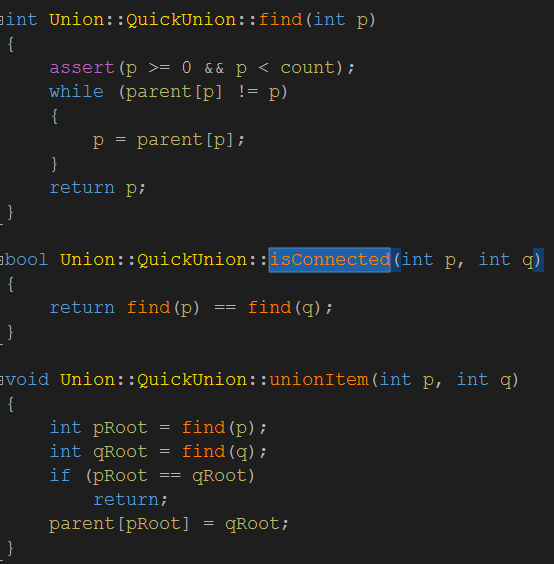 int Union::QuickUnion::find(int p)
{
    assert(p >= 0 && p < count);
    while (parent[p] != p)
    {
        p = parent[p];
    }
    return p;
}
bool Union::QuickUnion::isConnected(int p, int q)
{
    return find(p) == find(q);
}
void Union::QuickUnion::unionItem(int p, int q)
{
    int pRoot = find(p);
    int qRoot = find(q);
    if (pRoot == qRoot)
        return;
    parent[pRoot] = qRoot;
}